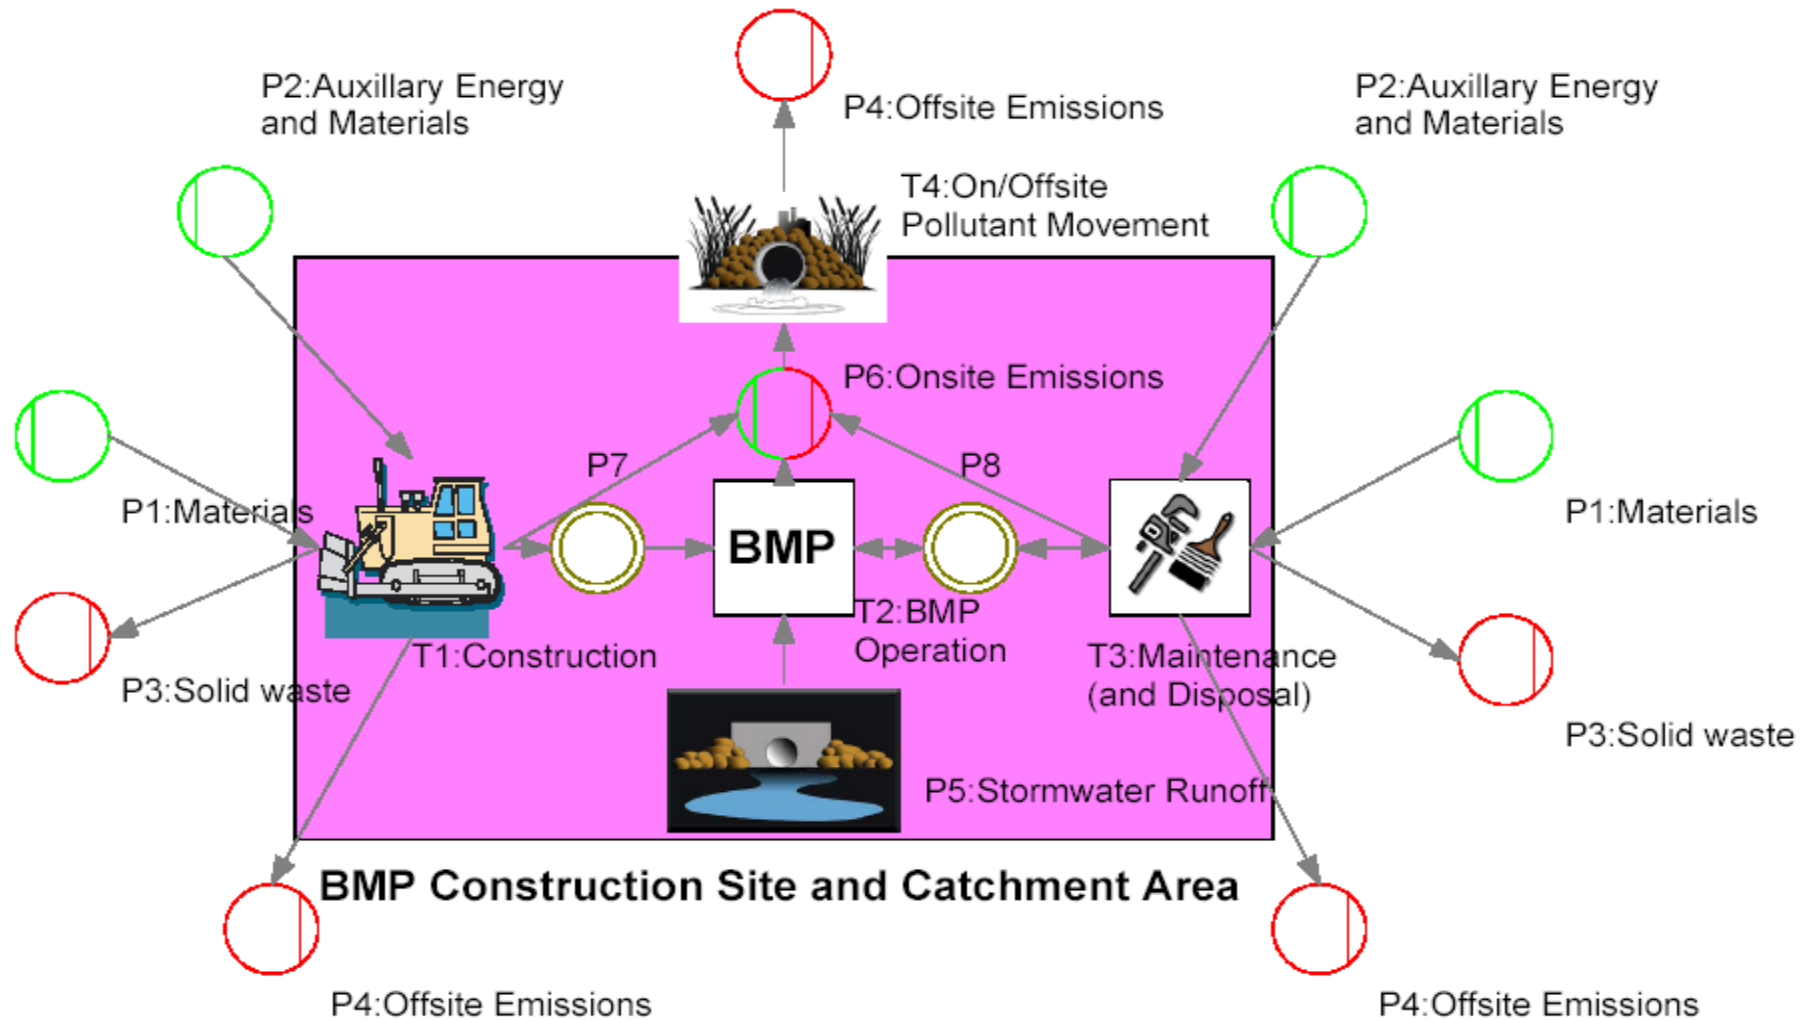 P2:Auxillary Energy
and Materials
P4:Offsite Emissions
P2:Auxillary Energy
and Materials
T4:On/Offsite
Pollutant Movement
P6:Onsite Emissions
P7
P8
P1:Materials
BMP
P1:Materials
T2:BMP
Operation
T1:Construction
T3:Maintenance
(and Disposal)
P3:Solid waste
P3:Solid waste
P5:Stormwater Runoff
BMP Construction Site and Catchment Area
P4:Offsite Emissions
P4:Offsite Emissions